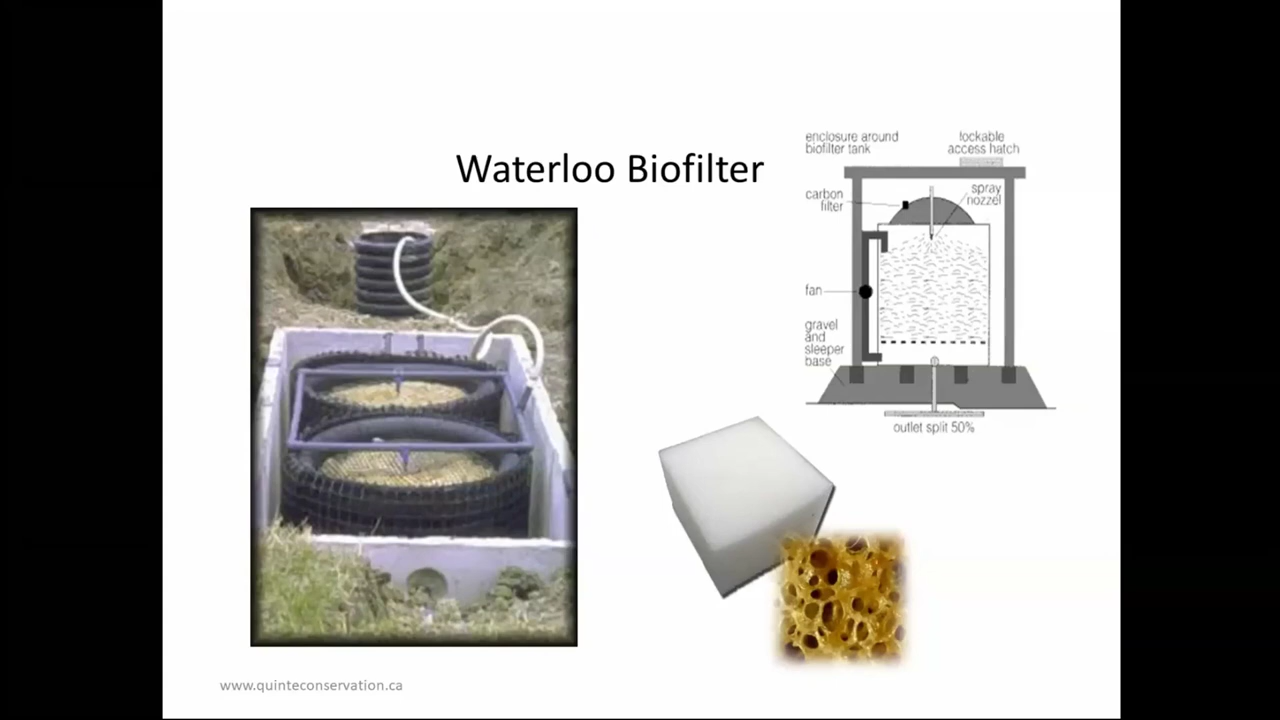 Waterloo Biofilter
enclosure around
biofilter tank
lockable
access hatch
carbon
filter
spray
nozzel
fan
gravel
and
sleeper
base
outlet split 50%
www.quinteconservation.ca